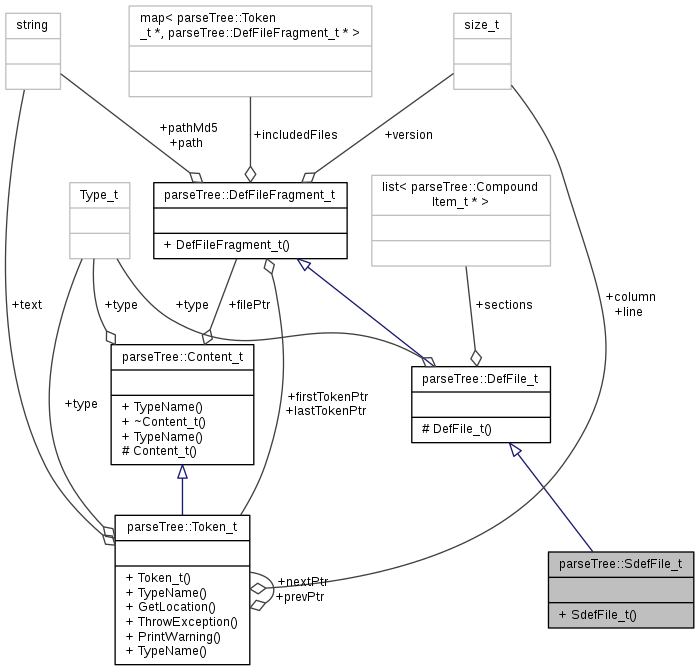 string
map< parseTree::Token
_t *, parseTree::DefFileFragment_t * >
size_t
+pathMd5
+path
+includedFiles
+version
Type_t
parseTree::DefFileFragment_t
+ DefFileFragment_t()
list< parseTree::Compound
Item_t * >
+text
+type
+type
+filePtr
+sections
+column
+line
parseTree::Content_t
+ TypeName()
+ ~Content_t()
+ TypeName()
# Content_t()
parseTree::DefFile_t
# DefFile_t()
+type
+firstTokenPtr
+lastTokenPtr
parseTree::Token_t
+ Token_t()
+ TypeName()
+ GetLocation()
+ ThrowException()
+ PrintWarning()
+ TypeName()
+nextPtr
+prevPtr
parseTree::SdefFile_t
+ SdefFile_t()